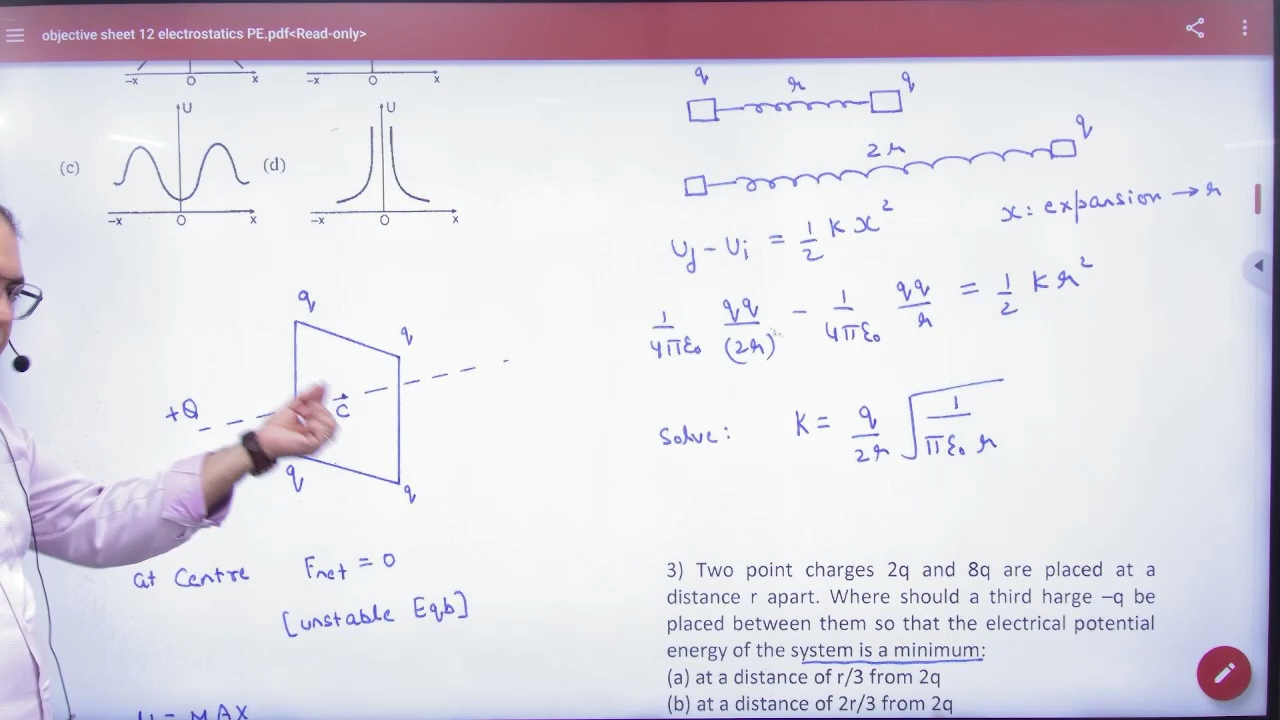 objective sheet 12 electrostatics PE.pdf<Read-only>
-x O x
-x O x
U
U
(c)
(d)
-x O x
-x O x
q
q
+Q
C
q
q
at Centre Fnet = 0
[unstable Eqb]
U = MAX
q r q
2r q
x : expansion → r
Uf - Ui = 1/2 K x²
1/4πε₀ qq/(2r) - 1/4πε₀ qq/r = 1/2 K r²
Solve : K = q/2r √1/πε₀ r
3) Two point charges 2q and 8q are placed at a
distance r apart. Where should a third harge –q be
placed between them so that the electrical potential
energy of the system is a minimum:
(a) at a distance of r/3 from 2q
(b) at a distance of 2r/3 from 2q